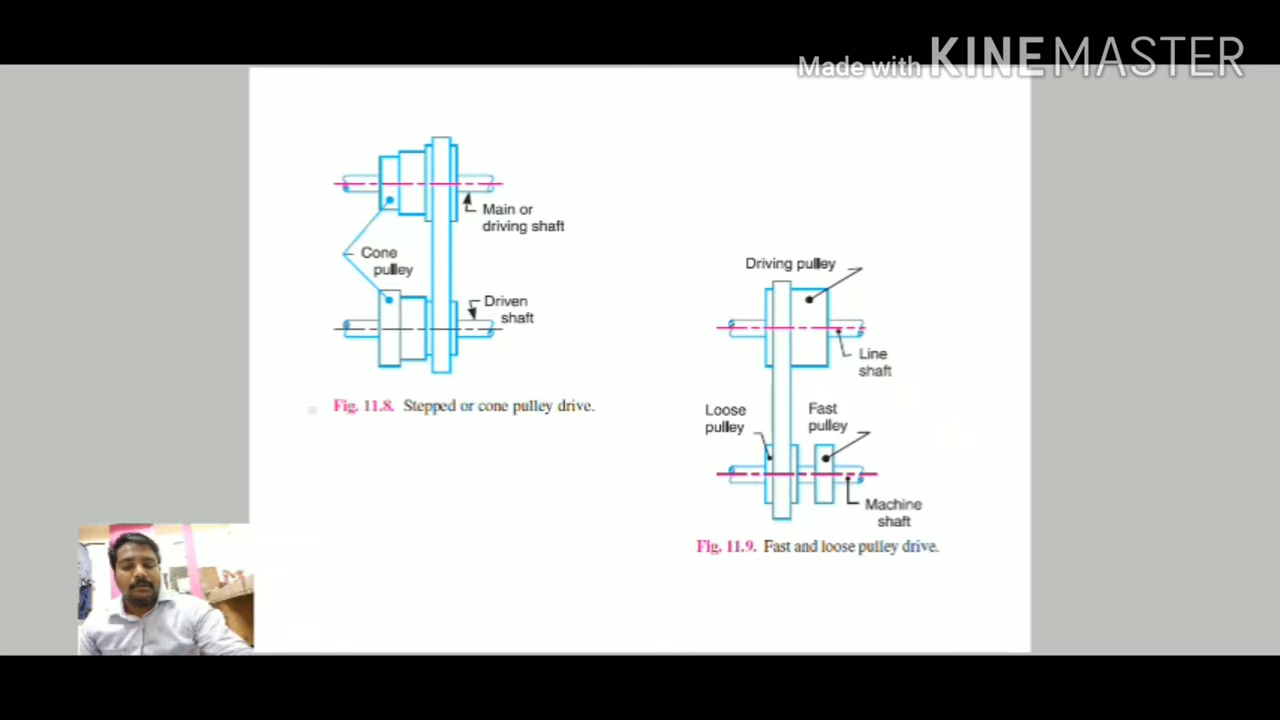 Made with KINEMASTER
Main or
driving shaft
Cone
pulley
Driven
shaft
Fig. 11.8. Stepped or cone pulley drive.
Driving pulley
Line
shaft
Loose
pulley
Fast
pulley
Machine
shaft
Fig. 11.9. Fast and loose pulley drive.